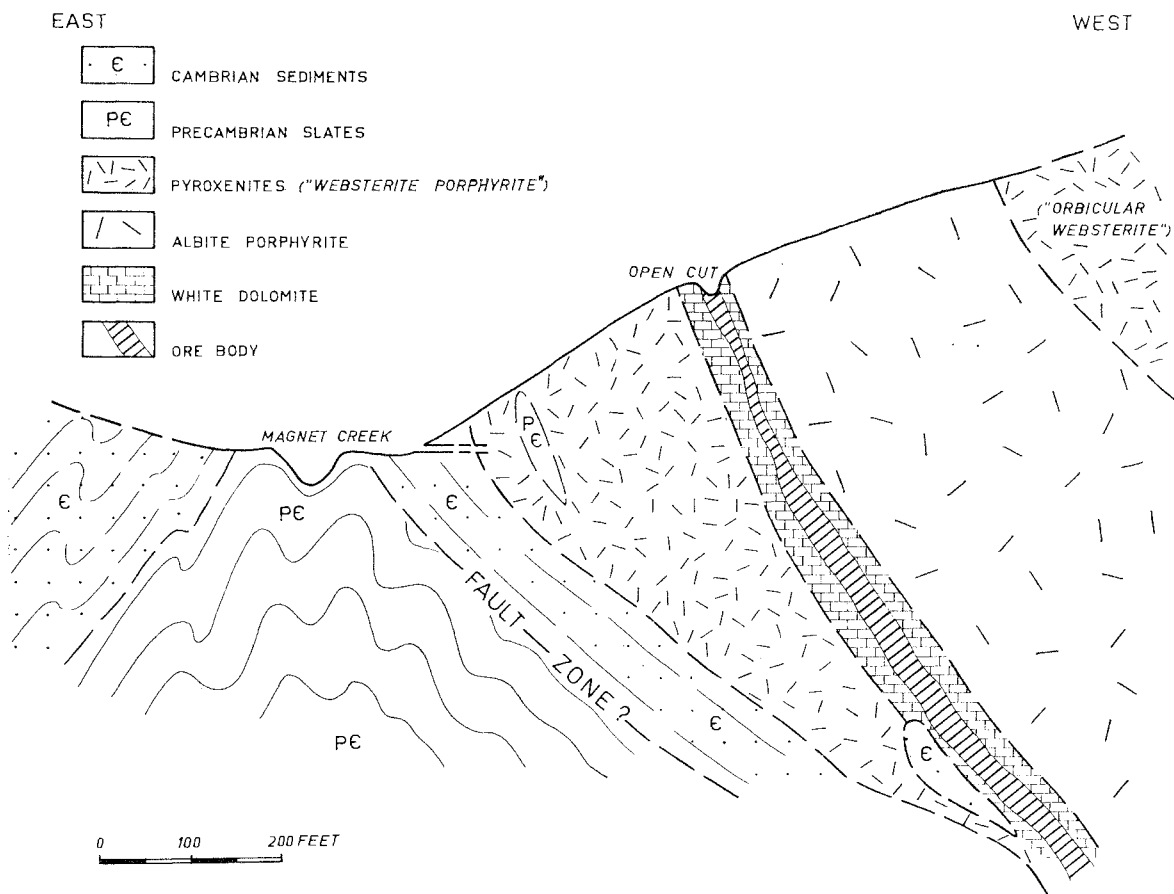 EAST
WEST
Є CAMBRIAN SEDIMENTS
PЄ PRECAMBRIAN SLATES
PYROXENITES ("WEBSTERITE PORPHYRITE")
ALBITE PORPHYRITE
WHITE DOLOMITE
ORE BODY
("ORBICULAR
WEBSTERITE")
OPEN CUT
MAGNET CREEK
P
Є
Є
Є
PЄ
FAULT ZONE ?
Є
Є
PЄ
0 100 200 FEET